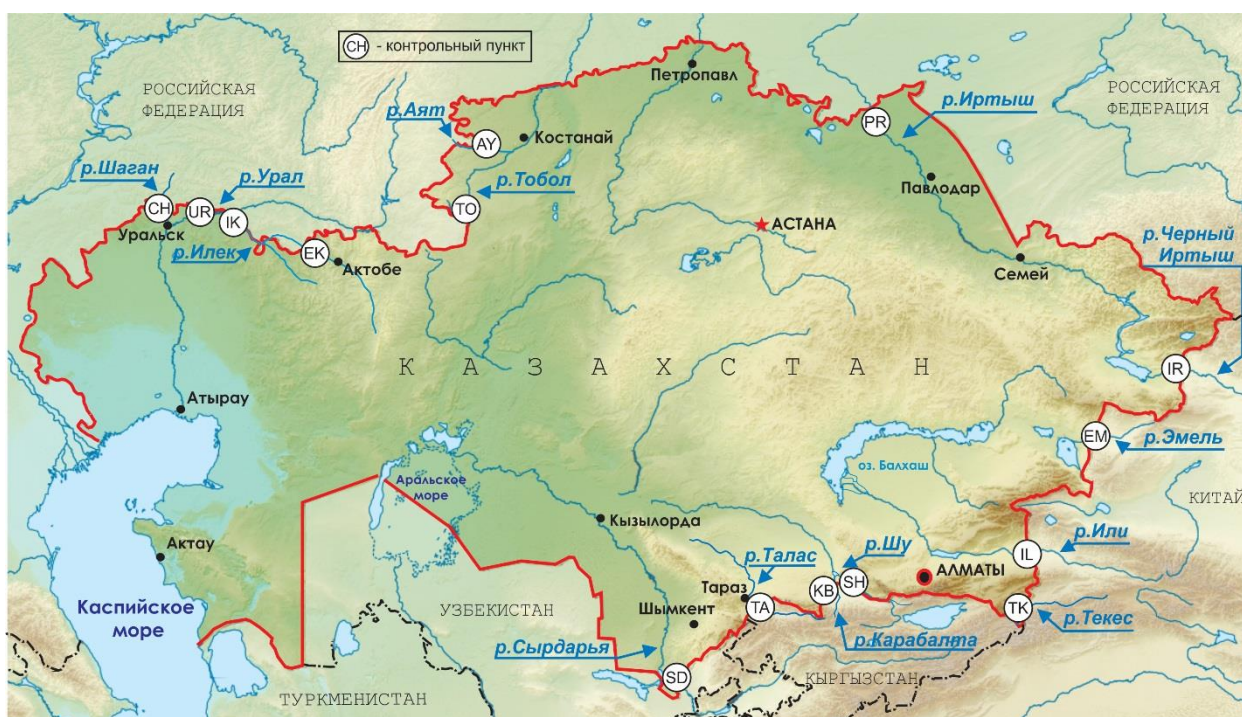 CH - контрольный пункт
РОССИЙСКАЯ
ФЕДЕРАЦИЯ
Петропавл
РОССИЙСКАЯ
ФЕДЕРАЦИЯ
р.Аят
р.Иртыш
PR
AY
Костанай
р.Шаган
р.Урал
р.Тобол
Павлодар
CH
UR
IK
TO
Уральск
АСТАНА
р.Илек
EK
Актобе
Семей
р.Черный
Иртыш
К А З А Х С Т А Н
IR
Атырау
EM
р.Эмель
оз. Балхаш
Аральское
море
КИТАЙ
Кызылорда
р.Или
IL
Актау
р.Талас
р.Шу
АЛМАТЫ
Тараз
KB
SH
Каспийское
море
УЗБЕКИСТАН
Шымкент
TA
TK
р.Текес
р.Карабалта
р.Сырдарья
SD
КЫРГЫЗСТАН
ТУРКМЕНИСТАН